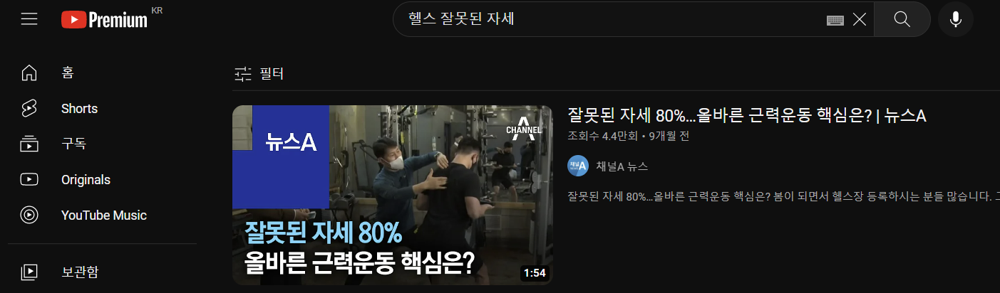 Premium KR
헬스 잘못된 자세
홈
Shorts
구독
Originals
YouTube Music
보관함
필터
뉴스A
CHANNEL A
잘못된 자세 80%
올바른 근력운동 핵심은?
1:54
잘못된 자세 80%...올바른 근력운동 핵심은? | 뉴스A
조회수 4.4만회 • 9개월 전
채널A 뉴스
잘못된 자세 80%...올바른 근력운동 핵심은? 봄이 되면서 헬스장 등록하시는 분들 많습니다.